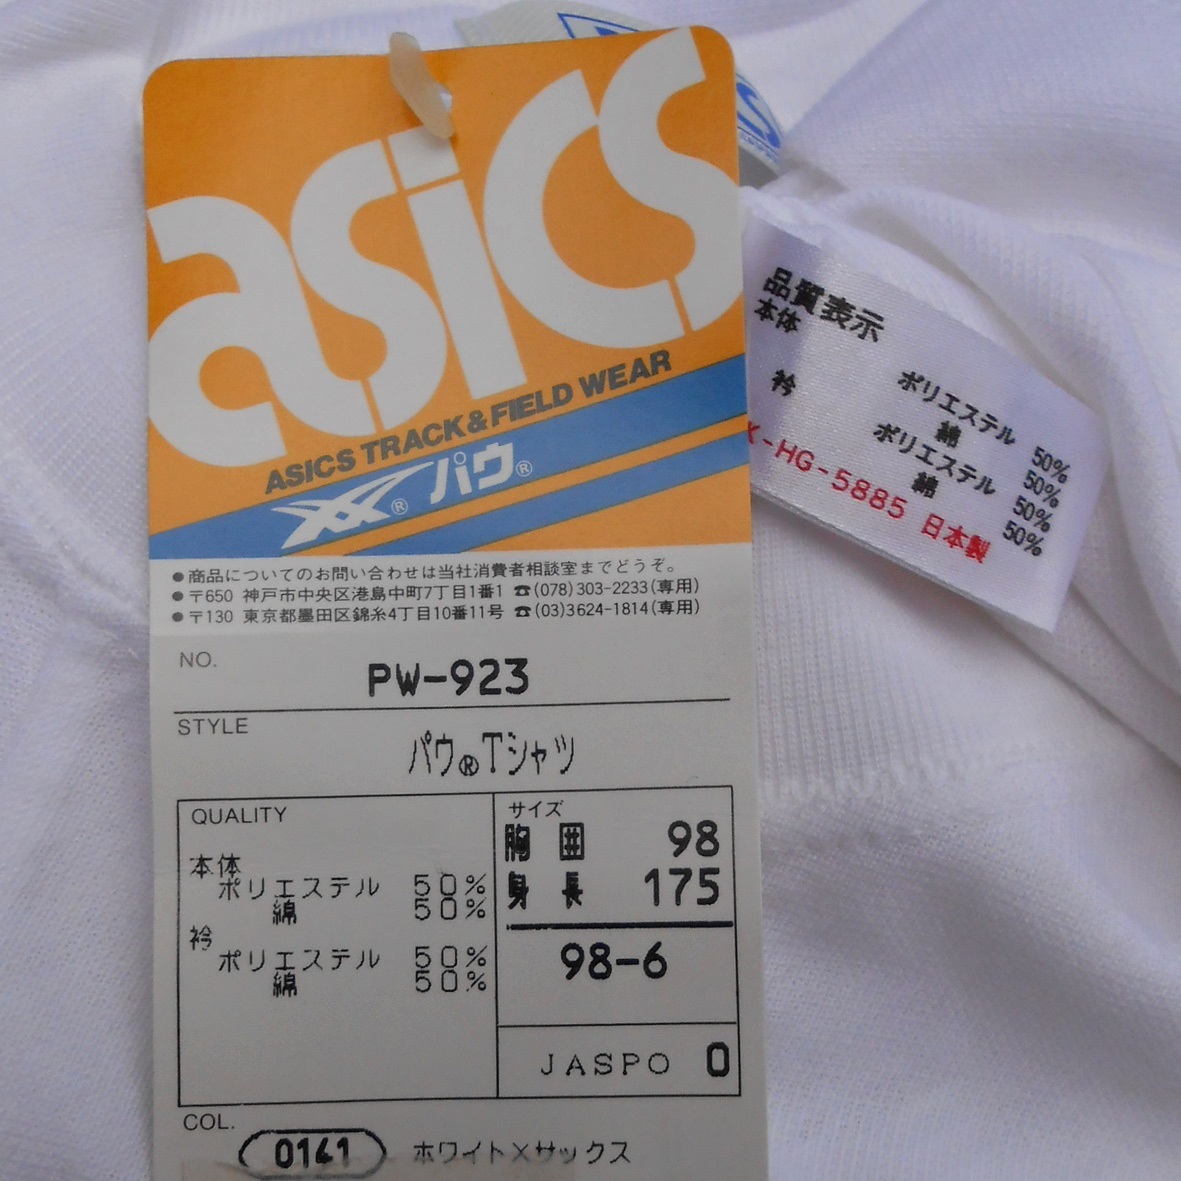 asics
ASICS TRACK & FIELD WEAR
® パウ®
●商品についてのお問い合わせは当社消費者相談室までどうぞ。
●〒650 神戸市中央区港島中町7丁目1番1 ☎(078)303-2233(専用)
●〒130 東京都墨田区錦糸4丁目10番11号 ☎(03)3624-1814(専用)
NO.
PW-923
STYLE
パウ®Tシャツ
QUALITY
本体
ポリエステル 50%
綿 50%
衿
ポリエステル 50%
綿 50%
サイズ
胸囲 98
身長 175
98-6
JASPO O
COL.
0141 ホワイト×サックス
品質表示
本体
ポリエステル 50%
綿 50%
衿
ポリエステル 50%
綿 50%
K-HG-5885 日本製